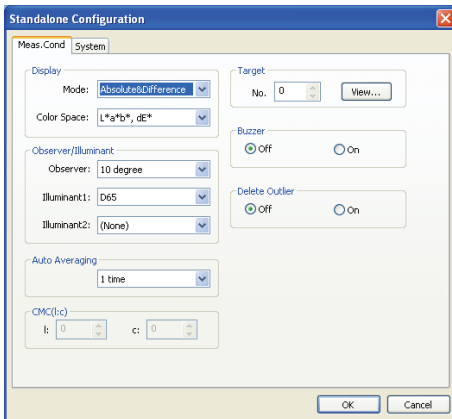 Standalone Configuration
Meas.Cond System
Display
Mode: Absolute&Difference
Color Space: L*a*b*, dE*
Observer/Illuminant
Observer: 10 degree
Illuminant1: D65
Illuminant2: (None)
Auto Averaging
1 time
CMC(l:c)
l: 0 c: 0
Target
No. 0 View...
Buzzer
Off On
Delete Outlier
Off On
OK Cancel